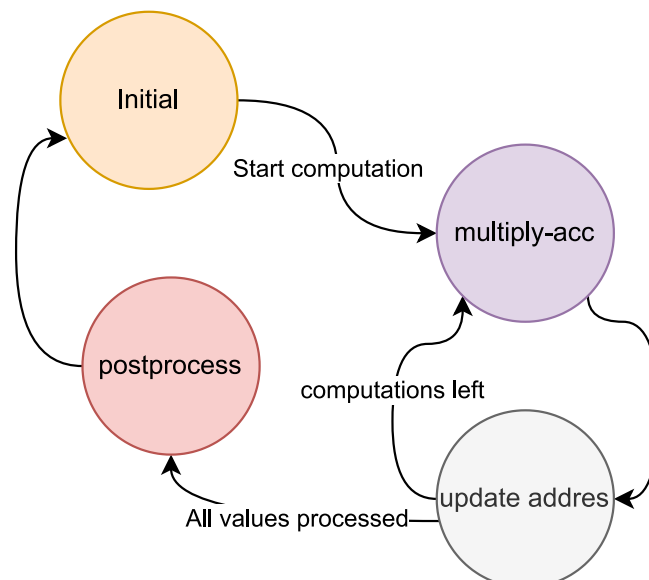 Initial
Start computation
multiply-acc
postprocess
computations left
update addres
All values processed